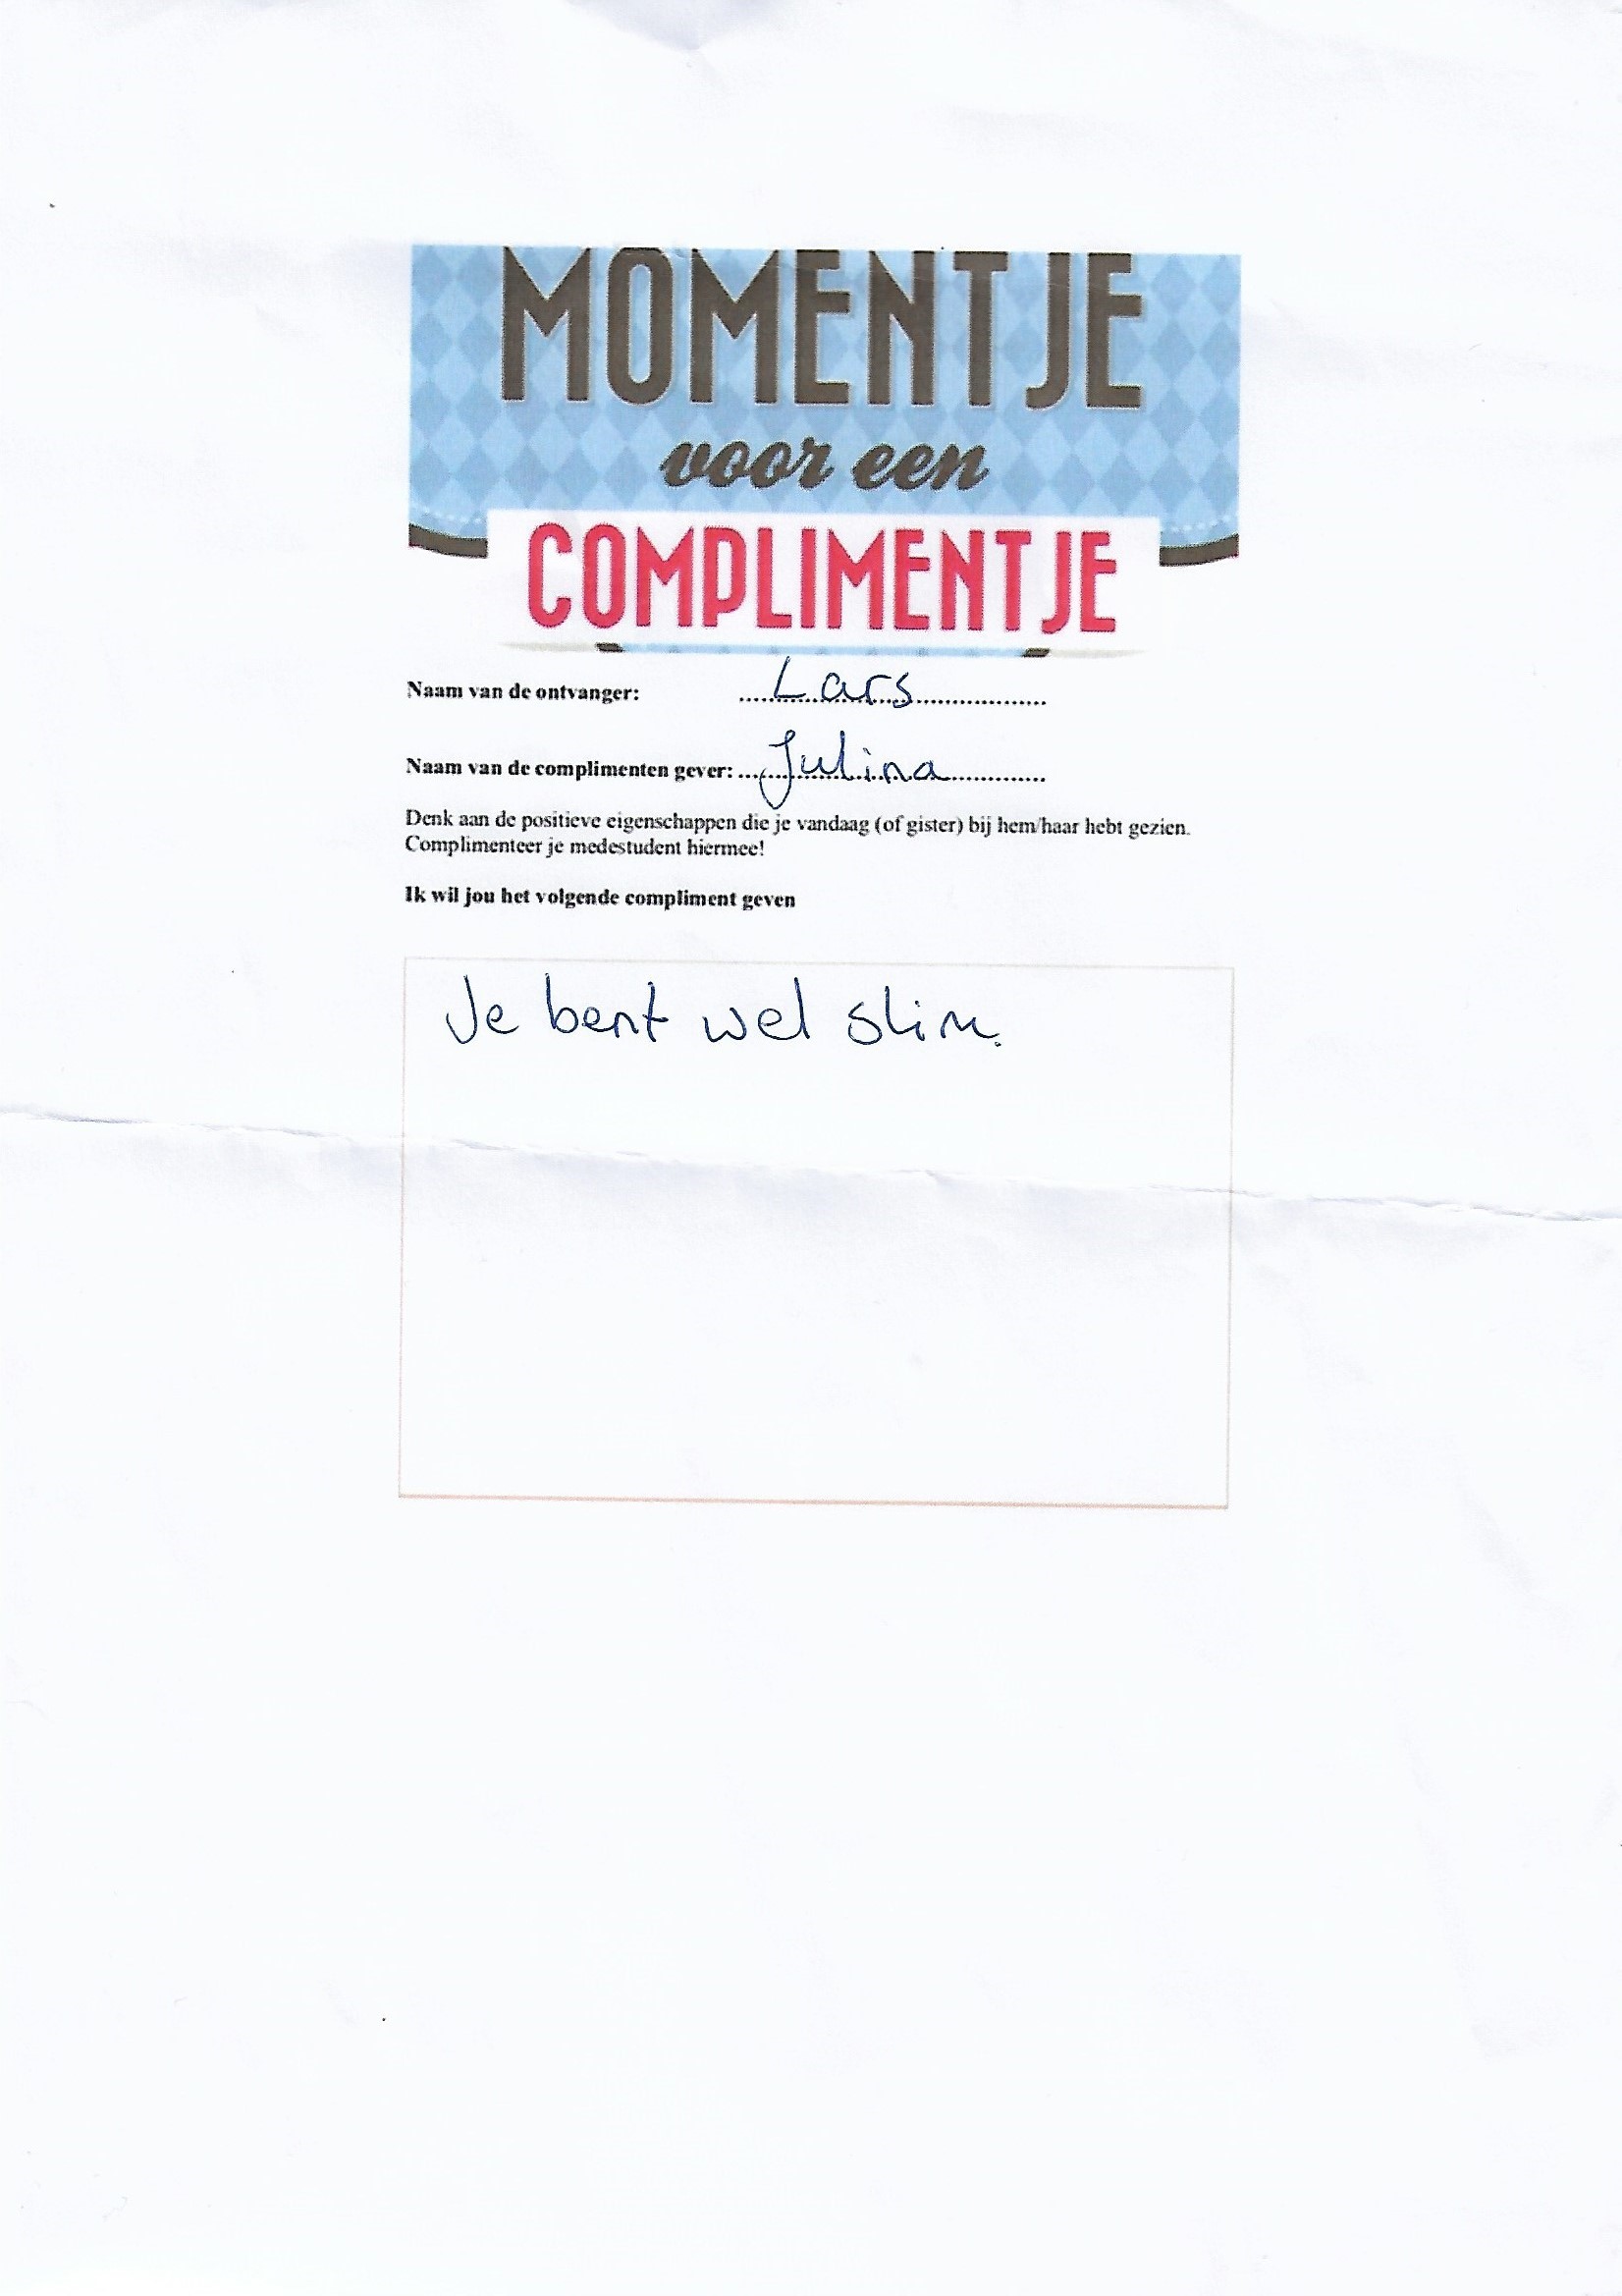 MOMENTJE
voor een
COMPLIMENTJE
Naam van de ontvanger: ......Lars......
Naam van de complimenten gever: ......Julina......
Denk aan de positieve eigenschappen die je vandaag (of gister) bij hem/haar hebt gezien.
Complimenteer je medestudent hiermee!
Ik wil jou het volgende compliment geven
Je bent wel slim.